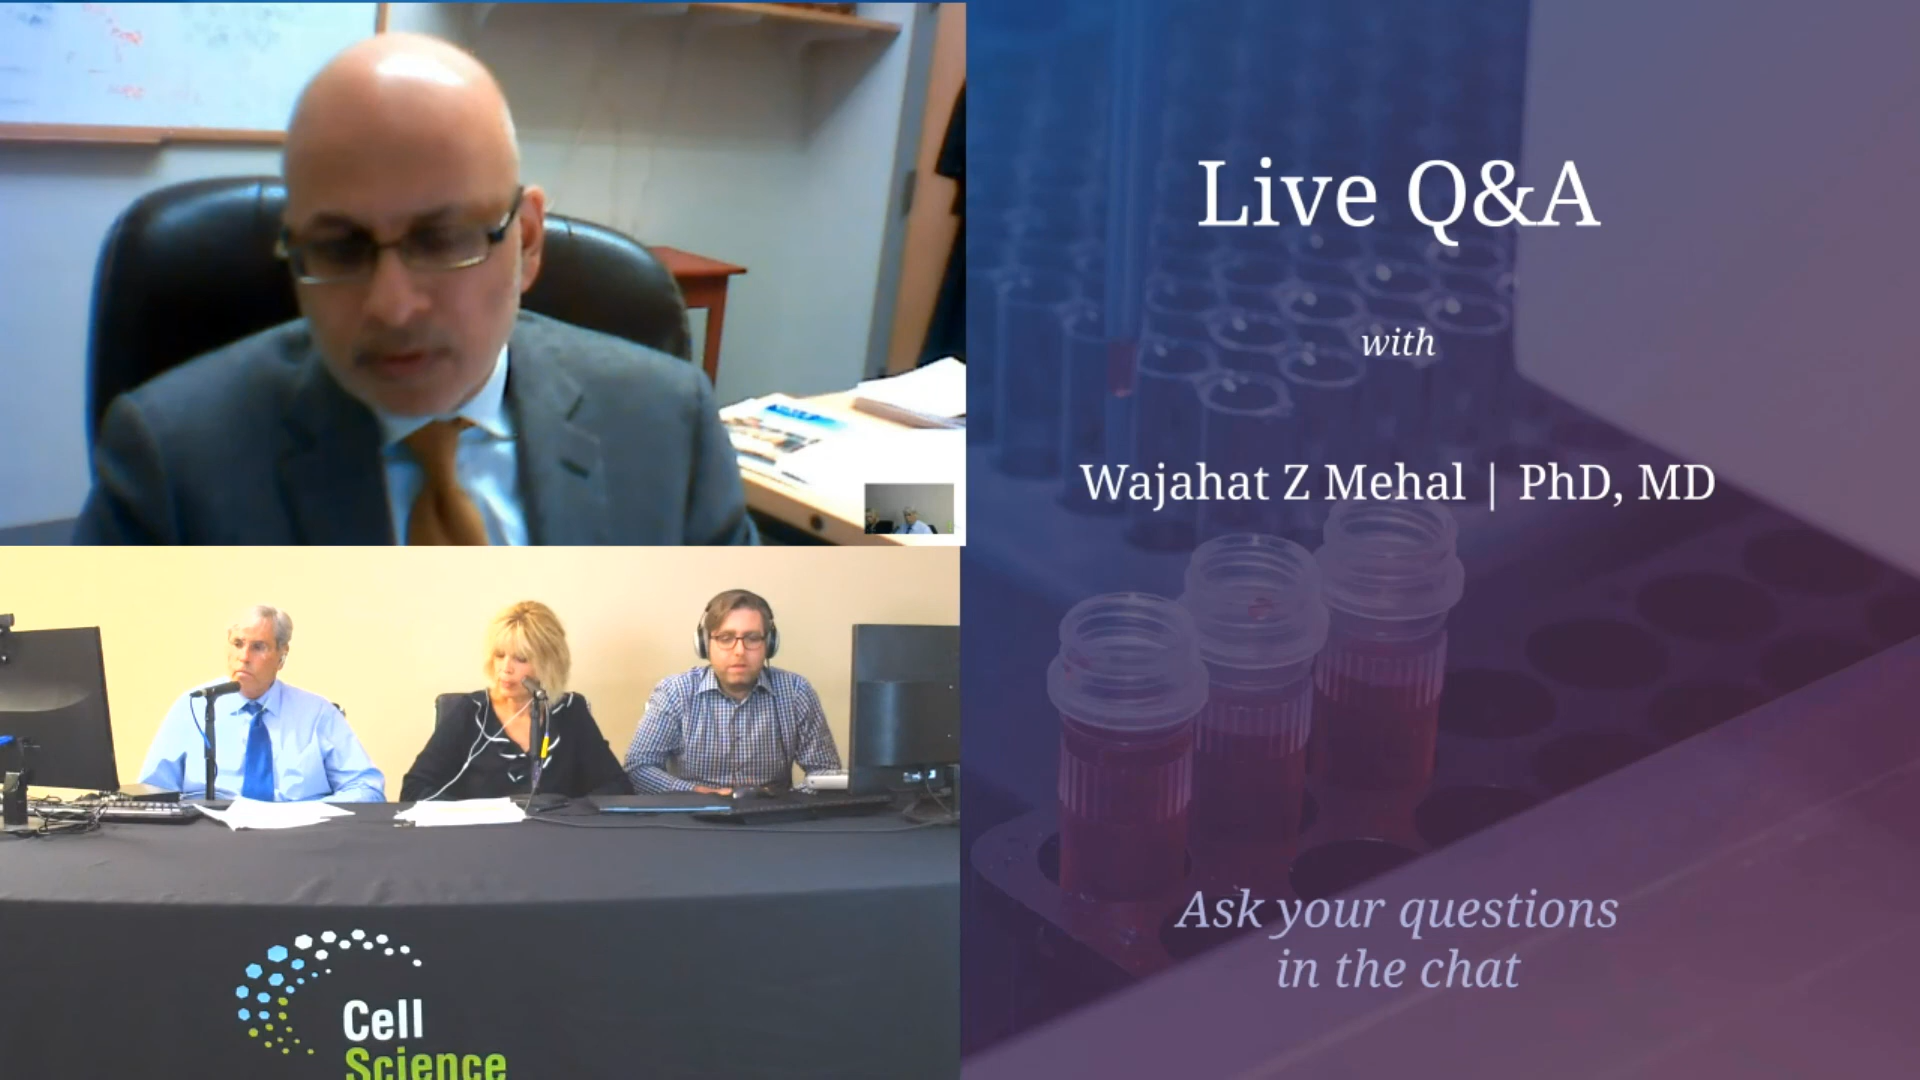 Live Q&A
with
Wajahat Z Mehal | PhD, MD
Ask your questions
in the chat
Cell
Science